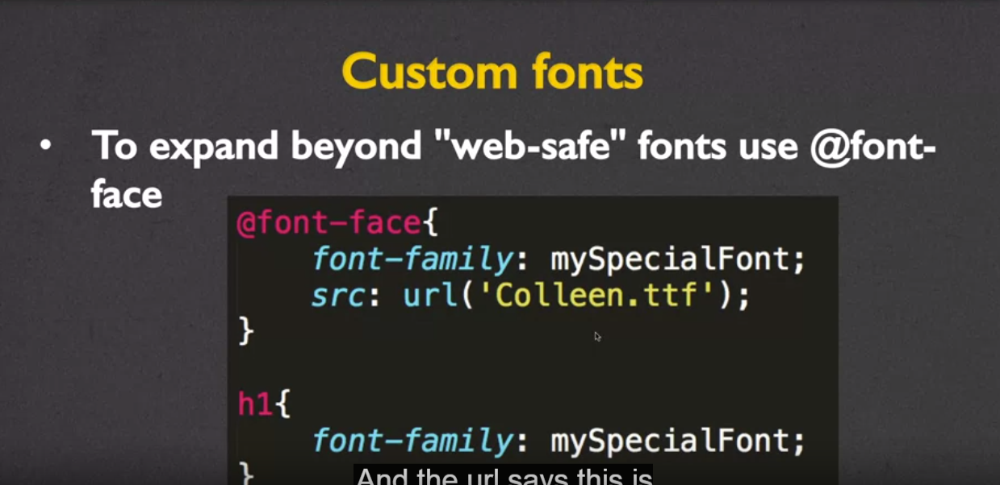 Custom fonts
• To expand beyond "web-safe" fonts use @font-
face
@font-face{
    font-family: mySpecialFont;
    src: url('Colleen.ttf');
}
h1{
    font-family: mySpecialFont;
}
And the url says this is